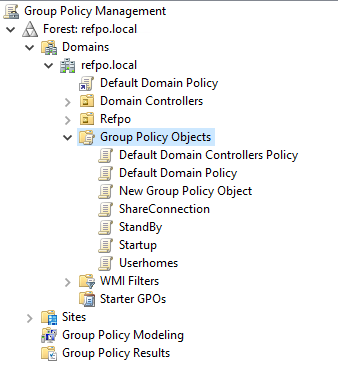 Group Policy Management
Forest: refpo.local
Domains
refpo.local
Default Domain Policy
Domain Controllers
Refpo
Group Policy Objects
Default Domain Controllers Policy
Default Domain Policy
New Group Policy Object
ShareConnection
StandBy
Startup
Userhomes
WMI Filters
Starter GPOs
Sites
Group Policy Modeling
Group Policy Results